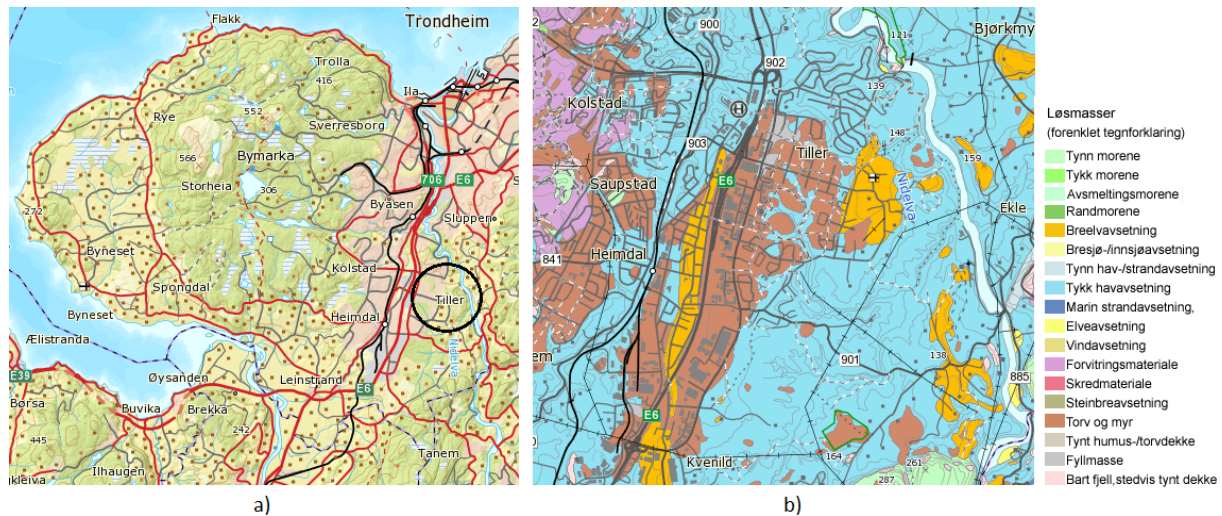 Flakk
Trondheim
Trolla
416
Ila
Rye
552
Sverresborg
566
Bymarka
Storheia
306
706
E6
Byåsen
272
Sluppen
Byneset
Kolstad
Spongdal
Tiller
Byneset
Heimdal
Nidelva
Ælistranda
Øysanden
Leinstrand
E6
E39
Børsa
Buvika
Brekka
242
445
Tanem
Ilhaugen
kleiva
a)
900
121
Bjørkmy
902
139
Kolstad
903
Tiller
148
159
Saupstad
E6
Nidelva
Ekle
841
Heimdal
em
901
138
885
E6
Kvenild
164
261
287
b)
Løsmasser
(forenklet tegnforklaring)
Tynn morene
Tykk morene
Avsmeltingsmorene
Randmorene
Breelvavsetning
Bresjø-/innsjøavsetning
Tynn hav-/strandavsetning
Tykk havavsetning
Marin strandavsetning,
Elveavsetning
Vindavsetning
Forvitringsmateriale
Skredmateriale
Steinbreavsetning
Torv og myr
Tynt humus-/torvdekke
Fyllmasse
Bart fjell,stedvis tynt dekke